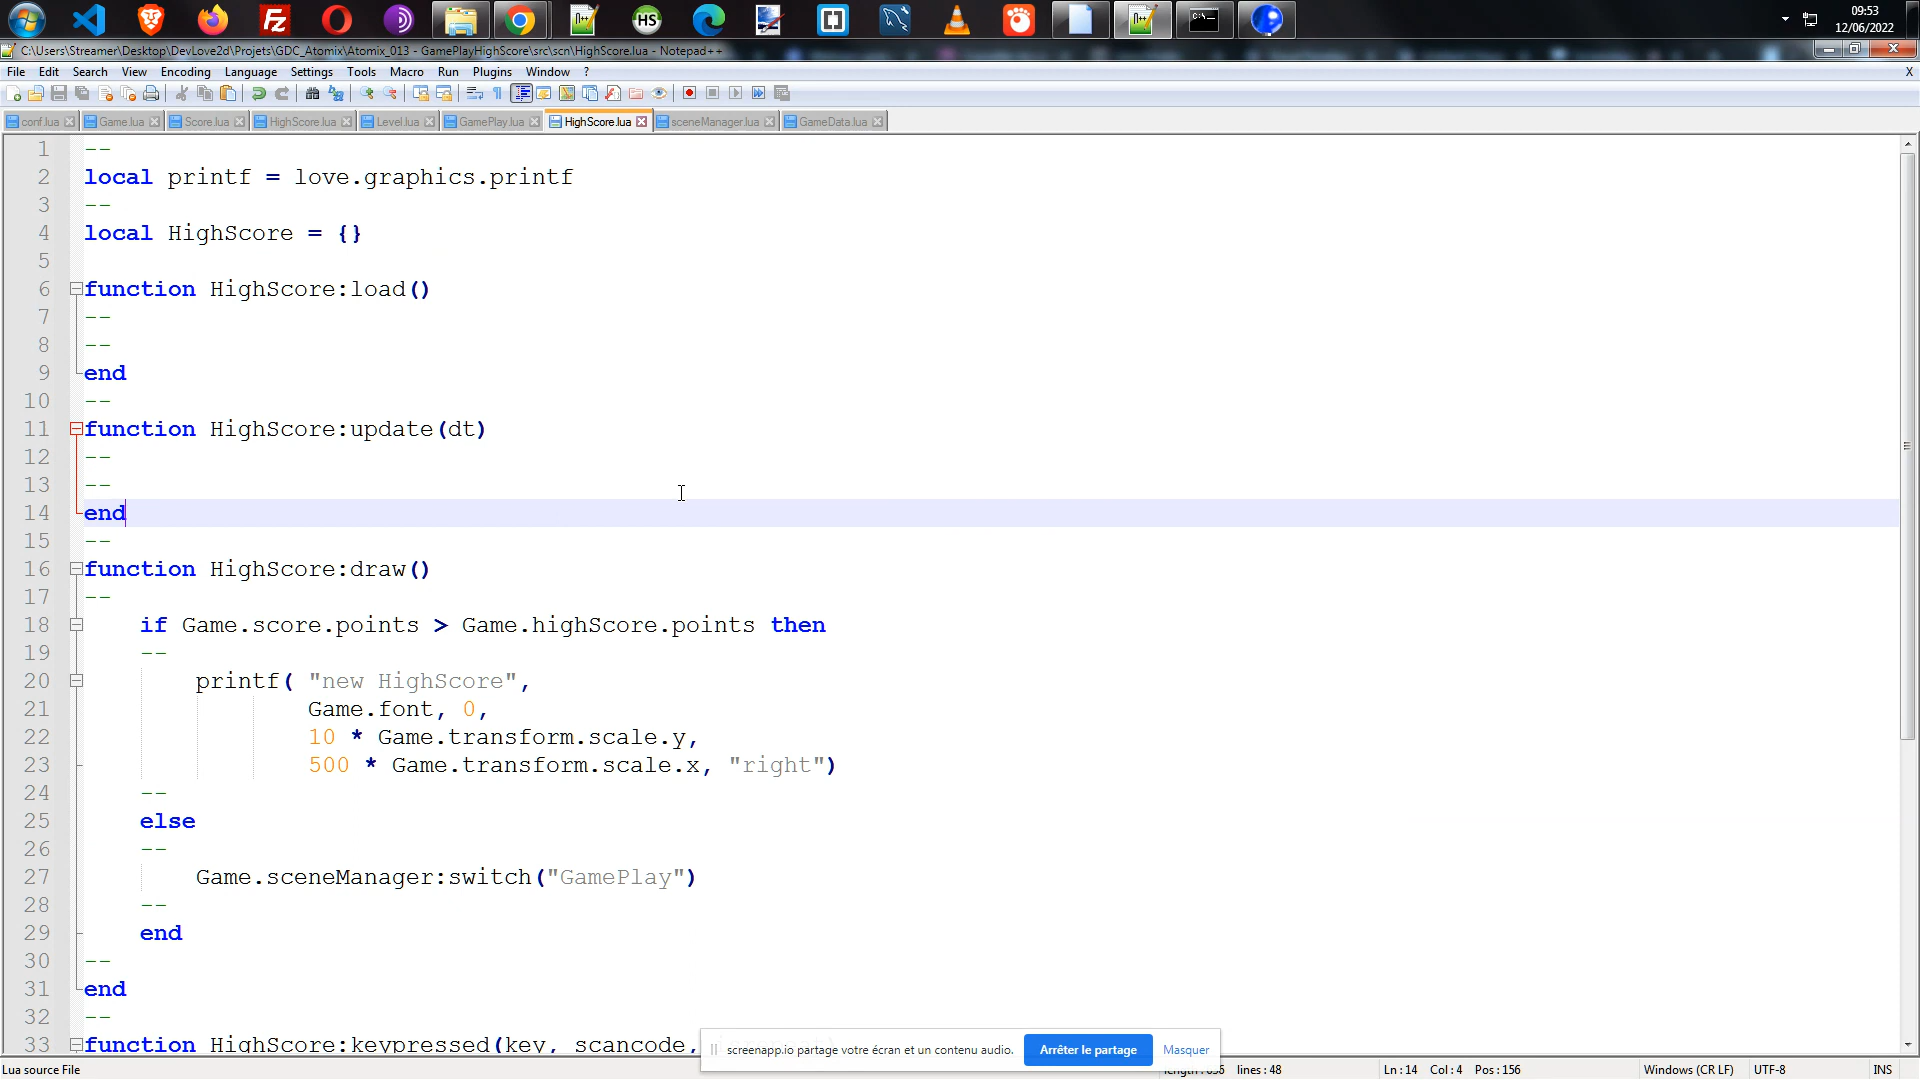 09:53
12/06/2022
C:\Users\Streamer\Desktop\DevLove2d\Projets\GDC_Atomix\Atomix_013 - GamePlayHighScore\src\scn\HighScore.lua - Notepad++
File Edit Search View Encoding Language Settings Tools Macro Run Plugins Window ? X
conf.lua Game.lua Score.lua HighScore.lua Level.lua GamePlay.lua HighScore.lua sceneManager.lua GameData.lua
1 --
2 local printf = love.graphics.printf
3 --
4 local HighScore = {}
5
6 function HighScore:load()
7 --
8 --
9 end
10 --
11 function HighScore:update(dt)
12 --
13 --
14 end
15 --
16 function HighScore:draw()
17 --
18 if Game.score.points > Game.highScore.points then
19 --
20 printf( "new HighScore",
21 Game.font, 0,
22 10 * Game.transform.scale.y,
23 500 * Game.transform.scale.x, "right")
24 --
25 else
26 --
27 Game.sceneManager:switch("GamePlay")
28 --
29 end
30 --
31 end
32 --
33 function HighScore:keypressed(key, scancode,
screenapp.io partage votre écran et un contenu audio. Arrêter le partage Masquer
Lua source File lines : 48 Ln : 14 Col : 4 Pos : 156 Windows (CR LF) UTF-8 INS